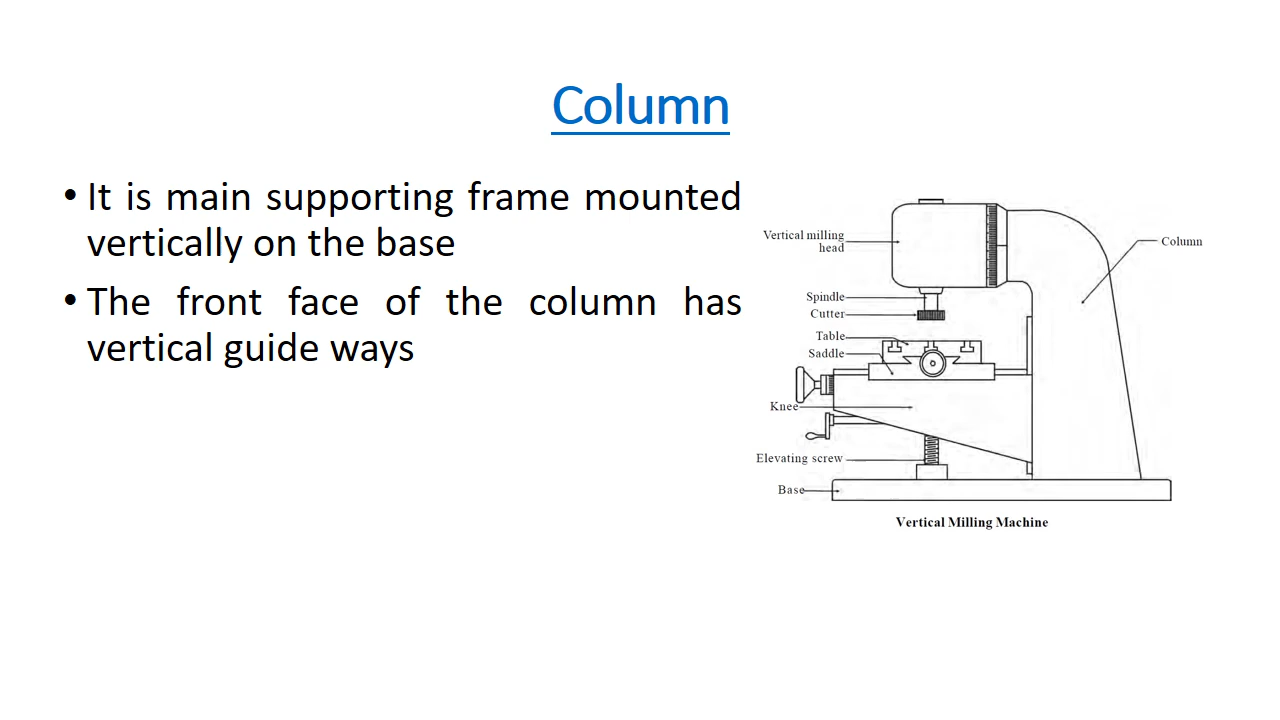 Column
• It is main supporting frame mounted
vertically on the base
• The front face of the column has
vertical guide ways
Vertical milling
head
Column
Spindle
Cutter
Table
Saddle
Knee
Elevating screw
Base
Vertical Milling Machine